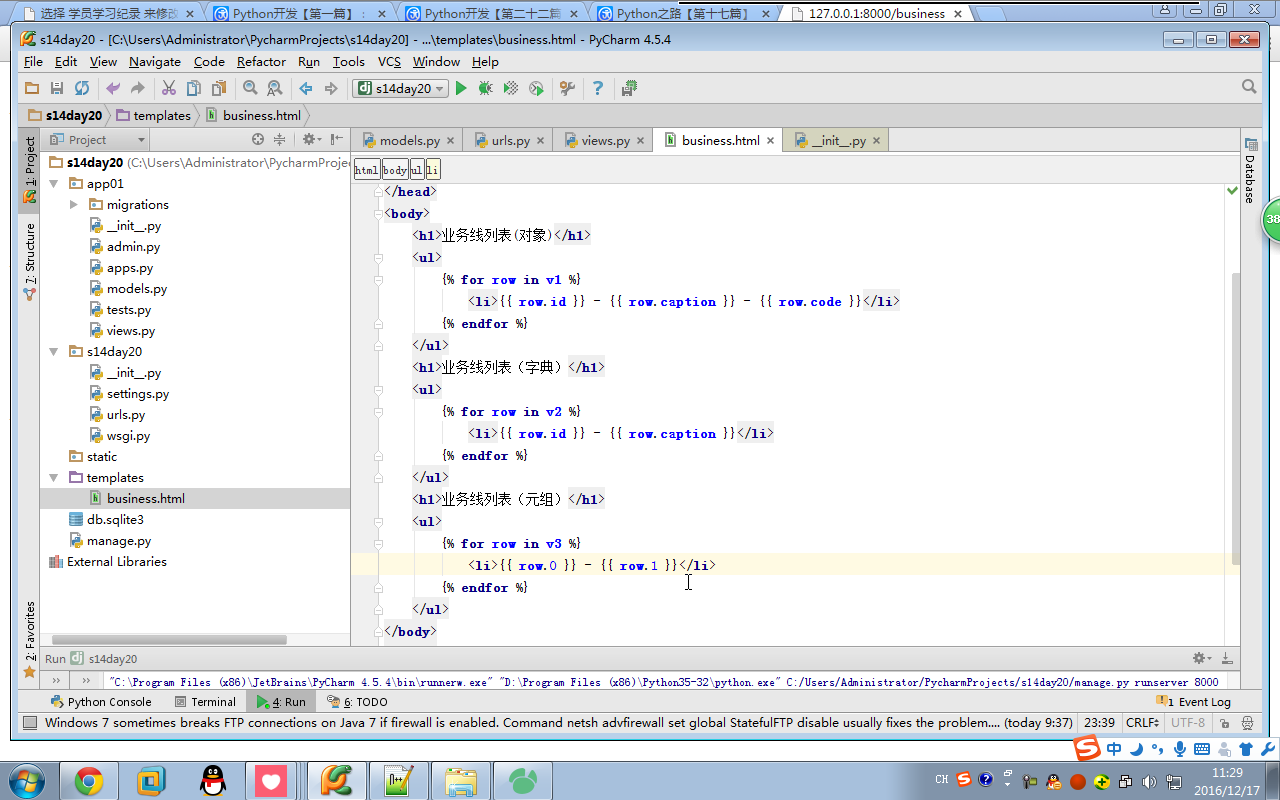 选择 学员学习纪录 来修改
Python开发【第一篇】：
Python开发【第二十二篇】
Python之路【第十七篇】
127.0.0.1:8000/business
s14day20 - [C:\Users\Administrator\PycharmProjects\s14day20] - ...\templates\business.html - PyCharm 4.5.4
File Edit View Navigate Code Refactor Run Tools VCS Window Help
s14day20
s14day20 templates business.html
Project
models.py urls.py views.py business.html __init__.py
1: Project
7: Structure
2: Favorites
Database
38
s14day20 (C:\Users\Administrator\PycharmProje
app01
migrations
__init__.py
admin.py
apps.py
models.py
tests.py
views.py
s14day20
__init__.py
settings.py
urls.py
wsgi.py
static
templates
business.html
db.sqlite3
manage.py
External Libraries
html body ul li
</head>
<body>
<h1>业务线列表(对象)</h1>
<ul>
{% for row in v1 %}
<li>{{ row.id }} - {{ row.caption }} - {{ row.code }}</li>
{% endfor %}
</ul>
<h1>业务线列表（字典）</h1>
<ul>
{% for row in v2 %}
<li>{{ row.id }} - {{ row.caption }}</li>
{% endfor %}
</ul>
<h1>业务线列表（元组）</h1>
<ul>
{% for row in v3 %}
<li>{{ row.0 }} - {{ row.1 }}</li>
{% endfor %}
</ul>
</body>
Run s14day20
"C:\Program Files (x86)\JetBrains\PyCharm 4.5.4\bin\runnerw.exe" "D:\Program Files (x86)\Python35-32\python.exe" C:/Users/Administrator/PycharmProjects/s14day20/manage.py runserver 8000
Python Console Terminal 4: Run 6: TODO 1 Event Log
Windows 7 sometimes breaks FTP connections on Java 7 if firewall is enabled. Command netsh advfirewall set global StatefulFTP disable usually fixes the problem.... (today 9:37) 23:39 CRLF UTF-8
中
CH
11:29
2016/12/17